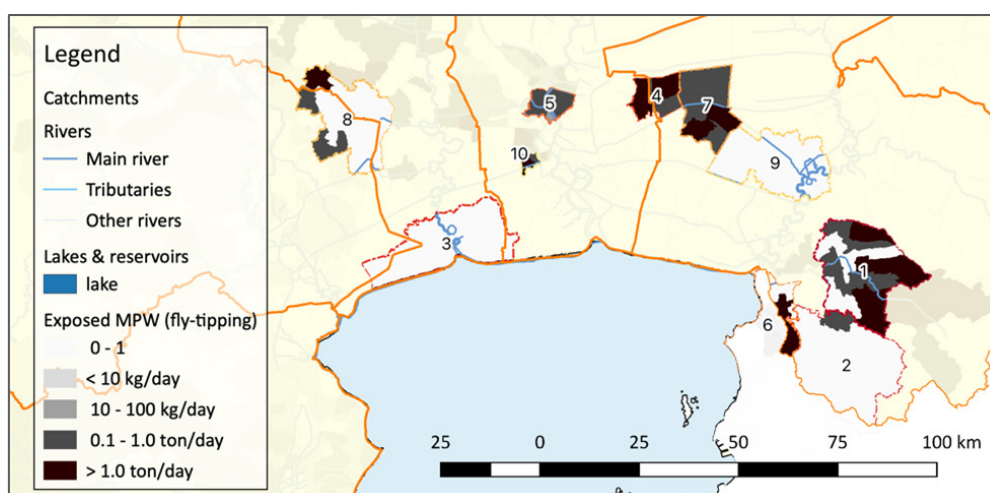 Legend
Catchments
Rivers
Main river
Tributaries
Other rivers
Lakes & reservoirs
lake
Exposed MPW (fly-tipping)
0 - 1
< 10 kg/day
10 - 100 kg/day
0.1 - 1.0 ton/day
> 1.0 ton/day
8
5
4
7
10
9
3
1
6
2
25 0 25 50 75 100 km